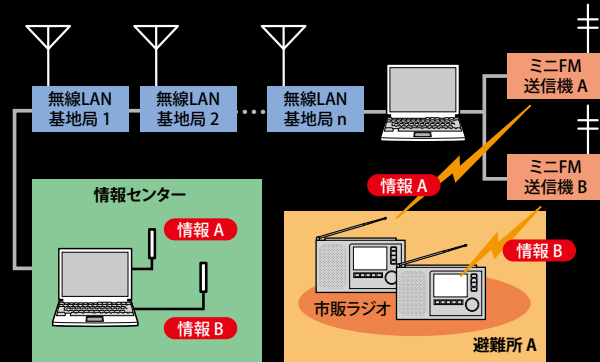 無線LAN
基地局 1
無線LAN
基地局 2
無線LAN
基地局 n
ミニFM
送信機 A
ミニFM
送信機 B
情報センター
情報 A
情報 B
情報 A
情報 B
市販ラジオ
避難所 A